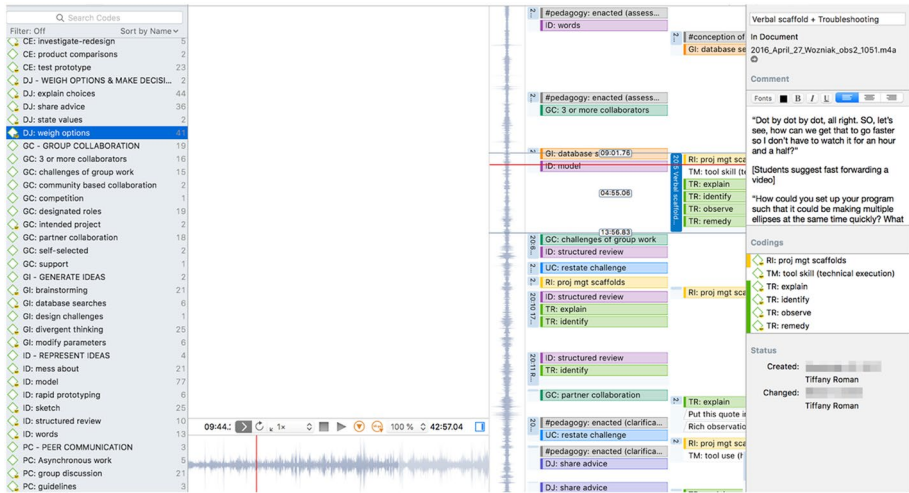 Search Codes
Filter: Off Sort by Name
CE: investigate-redesign 5
CE: product comparisons 2
CE: test prototype 23
DJ - WEIGH OPTIONS & MAKE DECISI... 2
DJ: explain choices 44
DJ: share advice 36
DJ: state values 2
DJ: weigh options 41
GC - GROUP COLLABORATION 19
GC: 3 or more collaborators 16
GC: challenges of group work 15
GC: community based collaboration 2
GC: competition 1
GC: designated roles 19
GC: intended project 2
GC: partner collaboration 18
GC: self-selected 2
GC: support 1
GI - GENERATE IDEAS 2
GI: brainstorming 21
GI: database searches 6
GI: design challenges 1
GI: divergent thinking 25
GI: modify parameters 6
ID - REPRESENT IDEAS 4
ID: mess about 21
ID: model 77
ID: rapid prototyping 6
ID: sketch 25
ID: structured review 10
ID: words 13
PC - PEER COMMUNICATION 3
PC: Asynchronous work 5
PC: group discussion 21
PC: guidelines 3
09:44.: 1x 100 % 42:57.04
#pedagogy: enacted (assess...
ID: words
#conception of
GI: database se
#pedagogy: enacted (assess...
GC: 3 or more collaborators
GI: database s 09:01.76
ID: model
04:55.06
13:56.83
20:5 Verbal scaffold...
RI: proj mgt sca
TM: tool skill (t
TR: explain
TR: identify
TR: observe
TR: remedy
GC: challenges of group work
ID: structured review
UC: restate challenge
RI: proj mgt scaffolds
RI: proj mgt sca
ID: structured review
TR: explain
TR: identify
ID: structured review
TR: identify
GC: partner collaboration
TR: explain
Put this quote i
Rich observatio
#pedagogy: enacted (clarifica...
UC: restate challenge
RI: proj mgt sca
TM: tool use (h
#pedagogy: enacted (clarifica...
DJ: share advice
DJ: share advice
Verbal scaffold + Troubleshooting
In Document
2016_April_27_Wozniak_obs2_1051.m4a
Comment
Fonts B I U
"Dot by dot by dot, all right. SO, let's
see, how can we get that to go faster
so I don't have to watch it for an hour
and a half?"
[Students suggest fast forwarding a
video]
"How could you set up your program
such that it could be making multiple
ellipses at the same time quickly? What
Codings
RI: proj mgt scaffolds
TM: tool skill (technical execution)
TR: explain
TR: identify
TR: observe
TR: remedy
Status
Created:
Tiffany Roman
Changed:
Tiffany Roman